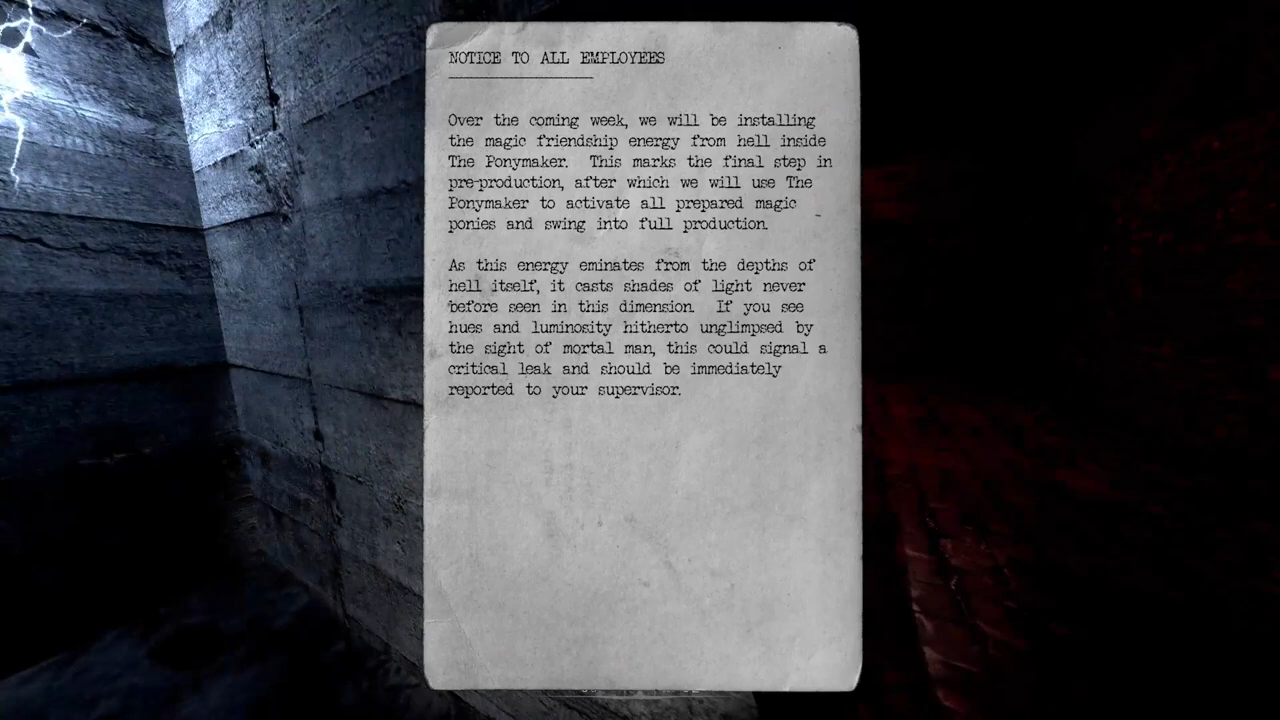 NOTICE TO ALL EMPLOYEES
Over the coming week, we will be installing
the magic friendship energy from hell inside
The Ponymaker. This marks the final step in
pre-production, after which we will use The
Ponymaker to activate all prepared magic
ponies and swing into full production.
As this energy eminates from the depths of
hell itself, it casts shades of light never
before seen in this dimension. If you see
hues and luminosity hitherto unglimpsed by
the sight of mortal man, this could signal a
critical leak and should be immediately
reported to your supervisor.